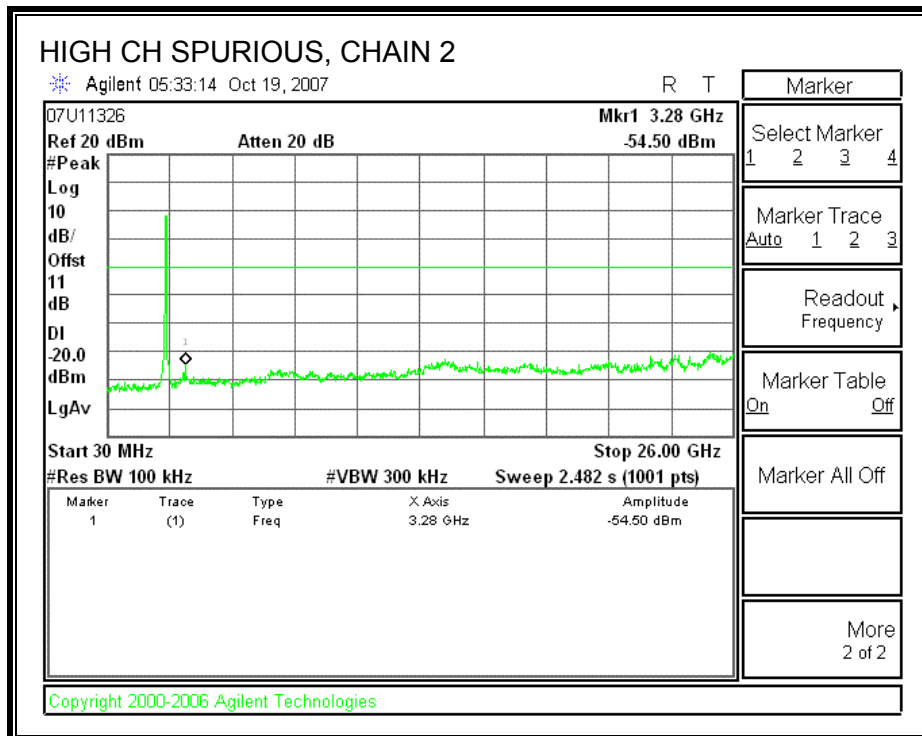 HIGH CH SPURIOUS, CHAIN 2
Agilent 05:33:14 Oct 19, 2007
R T
07U11326
Mkr1 3.28 GHz
Ref 20 dBm
Atten 20 dB
-54.50 dBm
#Peak
Log
10
dB/
Offst
11
dB
DI
-20.0
dBm
LgAv
1
Start 30 MHz
Stop 26.00 GHz
#Res BW 100 kHz
#VBW 300 kHz
Sweep 2.482 s (1001 pts)
Marker Trace Type X Axis Amplitude
1 (1) Freq 3.28 GHz -54.50 dBm
Marker
Select Marker
1 2 3 4
Marker Trace
Auto 1 2 3
Readout
Frequency
Marker Table
On Off
Marker All Off
More
2 of 2
Copyright 2000-2006 Agilent Technologies